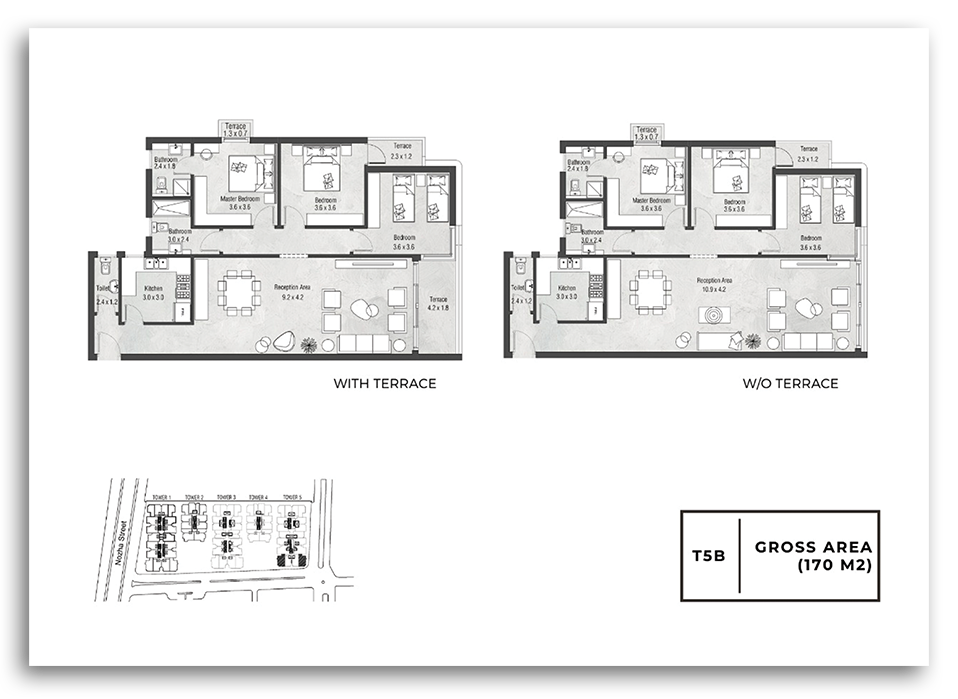 Terrace
1.3 x 0.7
Bathroom
2.4 x 1.8
Master Bedroom
3.6 x 3.6
Bedroom
3.6 x 3.6
Terrace
2.3 x 1.2
Bathroom
3.0 x 2.4
Bedroom
3.6 x 3.6
Toilet
2.4 x 1.2
Kitchen
3.0 x 3.0
Reception Area
9.2 x 4.2
Terrace
4.2 x 1.8
WITH TERRACE
Terrace
1.3 x 0.7
Bathroom
2.4 x 1.8
Master Bedroom
3.6 x 3.6
Bedroom
3.6 x 3.6
Terrace
2.3 x 1.2
Bathroom
3.0 x 2.4
Bedroom
3.6 x 3.6
Toilet
2.4 x 1.2
Kitchen
3.0 x 3.0
Reception Area
10.9 x 4.2
W/O TERRACE
TOWER 1
TOWER 2
TOWER 3
TOWER 4
TOWER 5
Nozha Street
T5B
GROSS AREA
(170 M2)